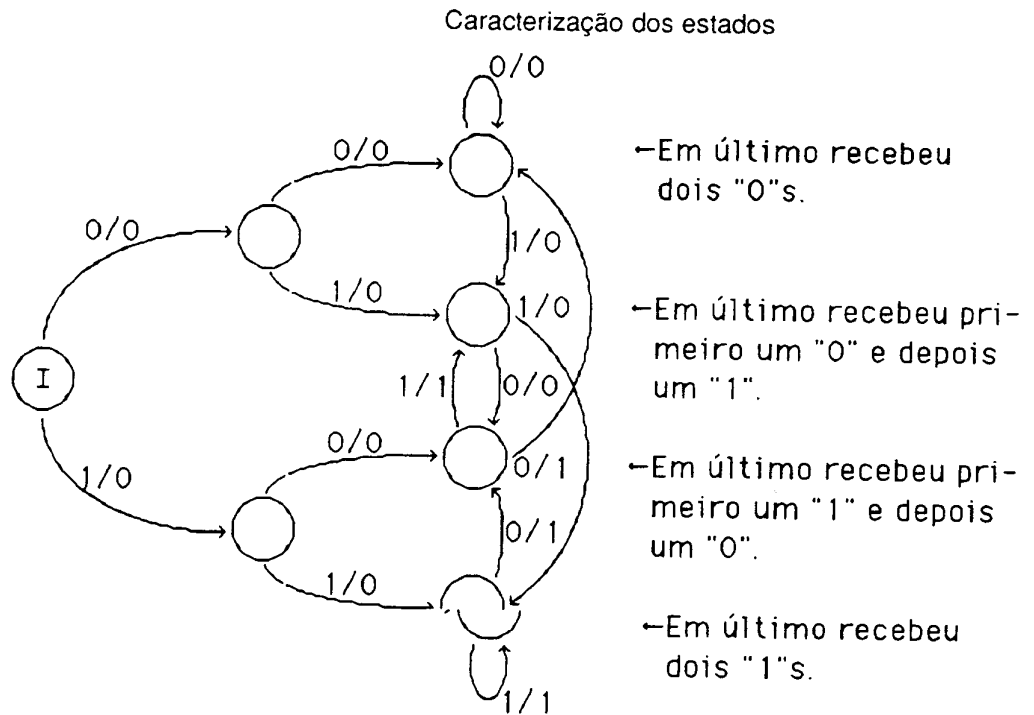 Caracterização dos estados
0/0
0/0
←Em último recebeu
dois "0"s.
0/0
1/0
1/0
1/0
←Em último recebeu pri-
meiro um "0" e depois
um "1".
I
1/1
0/0
0/0
1/0
0/1
←Em último recebeu pri-
meiro um "1" e depois
um "0".
0/1
1/0
←Em último recebeu
dois "1"s.
1/1